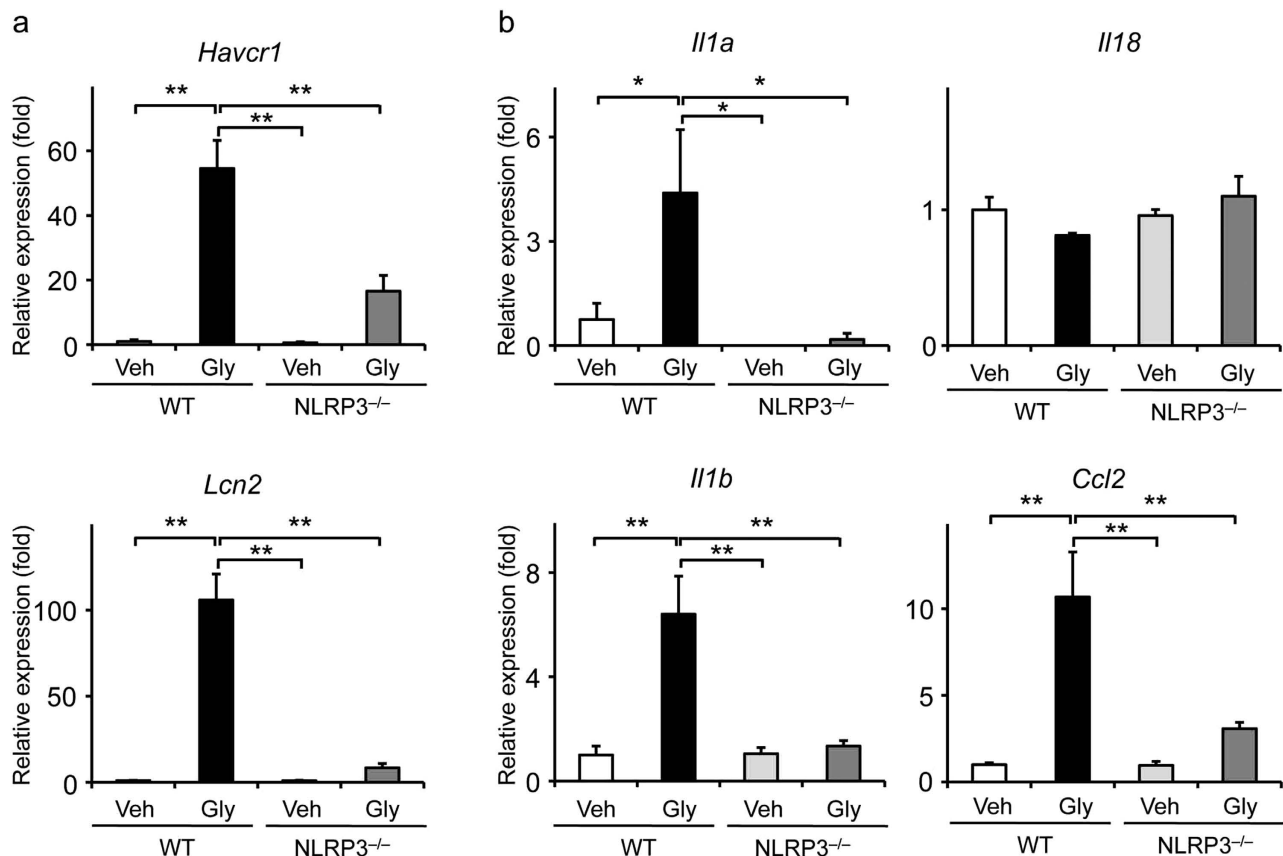 a
Havcr1
Relative expression (fold)
** **
**
60
40
20
0
Veh Gly Veh Gly
WT NLRP3–/–
b
Il1a
Relative expression (fold)
* *
*
6
3
0
Veh Gly Veh Gly
WT NLRP3–/–
Il18
1
0
Veh Gly Veh Gly
WT NLRP3–/–
Lcn2
Relative expression (fold)
** **
**
100
50
0
Veh Gly Veh Gly
WT NLRP3–/–
Il1b
Relative expression (fold)
** **
**
8
4
0
Veh Gly Veh Gly
WT NLRP3–/–
Ccl2
** **
**
10
5
0
Veh Gly Veh Gly
WT NLRP3–/–